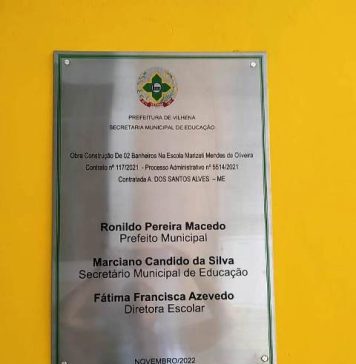 PREFEITURA DE VILHENA
SECRETARIA MUNICIPAL DE EDUCAÇÃO
Obra Construção De 02 Banheiros Na Escola Marizeti Mendes de Oliveira
Contrato nº 117/2021 - Processo Administrativo nº 5514/2021
Contratada A. DOS SANTOS ALVES - ME
Ronildo Pereira Macedo
Prefeito Municipal
Marciano Candido da Silva
Secretário Municipal de Educação
Fátima Francisca Azevedo
Diretora Escolar
NOVEMBRO/2022